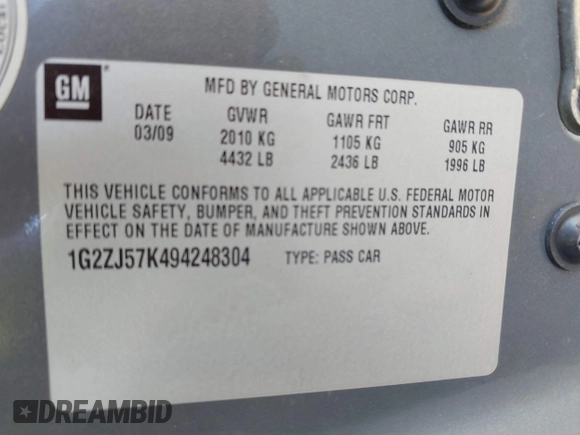 GM
MFD BY GENERAL MOTORS CORP.
DATE GVWR GAWR FRT GAWR RR
03/09 2010 KG 1105 KG 905 KG
4432 LB 2436 LB 1996 LB
THIS VEHICLE CONFORMS TO ALL APPLICABLE U.S. FEDERAL MOTOR
VEHICLE SAFETY, BUMPER, AND THEFT PREVENTION STANDARDS IN
EFFECT ON THE DATE OF MANUFACTURE SHOWN ABOVE.
1G2ZJ57K494248304 TYPE: PASS CAR
DREAMBID